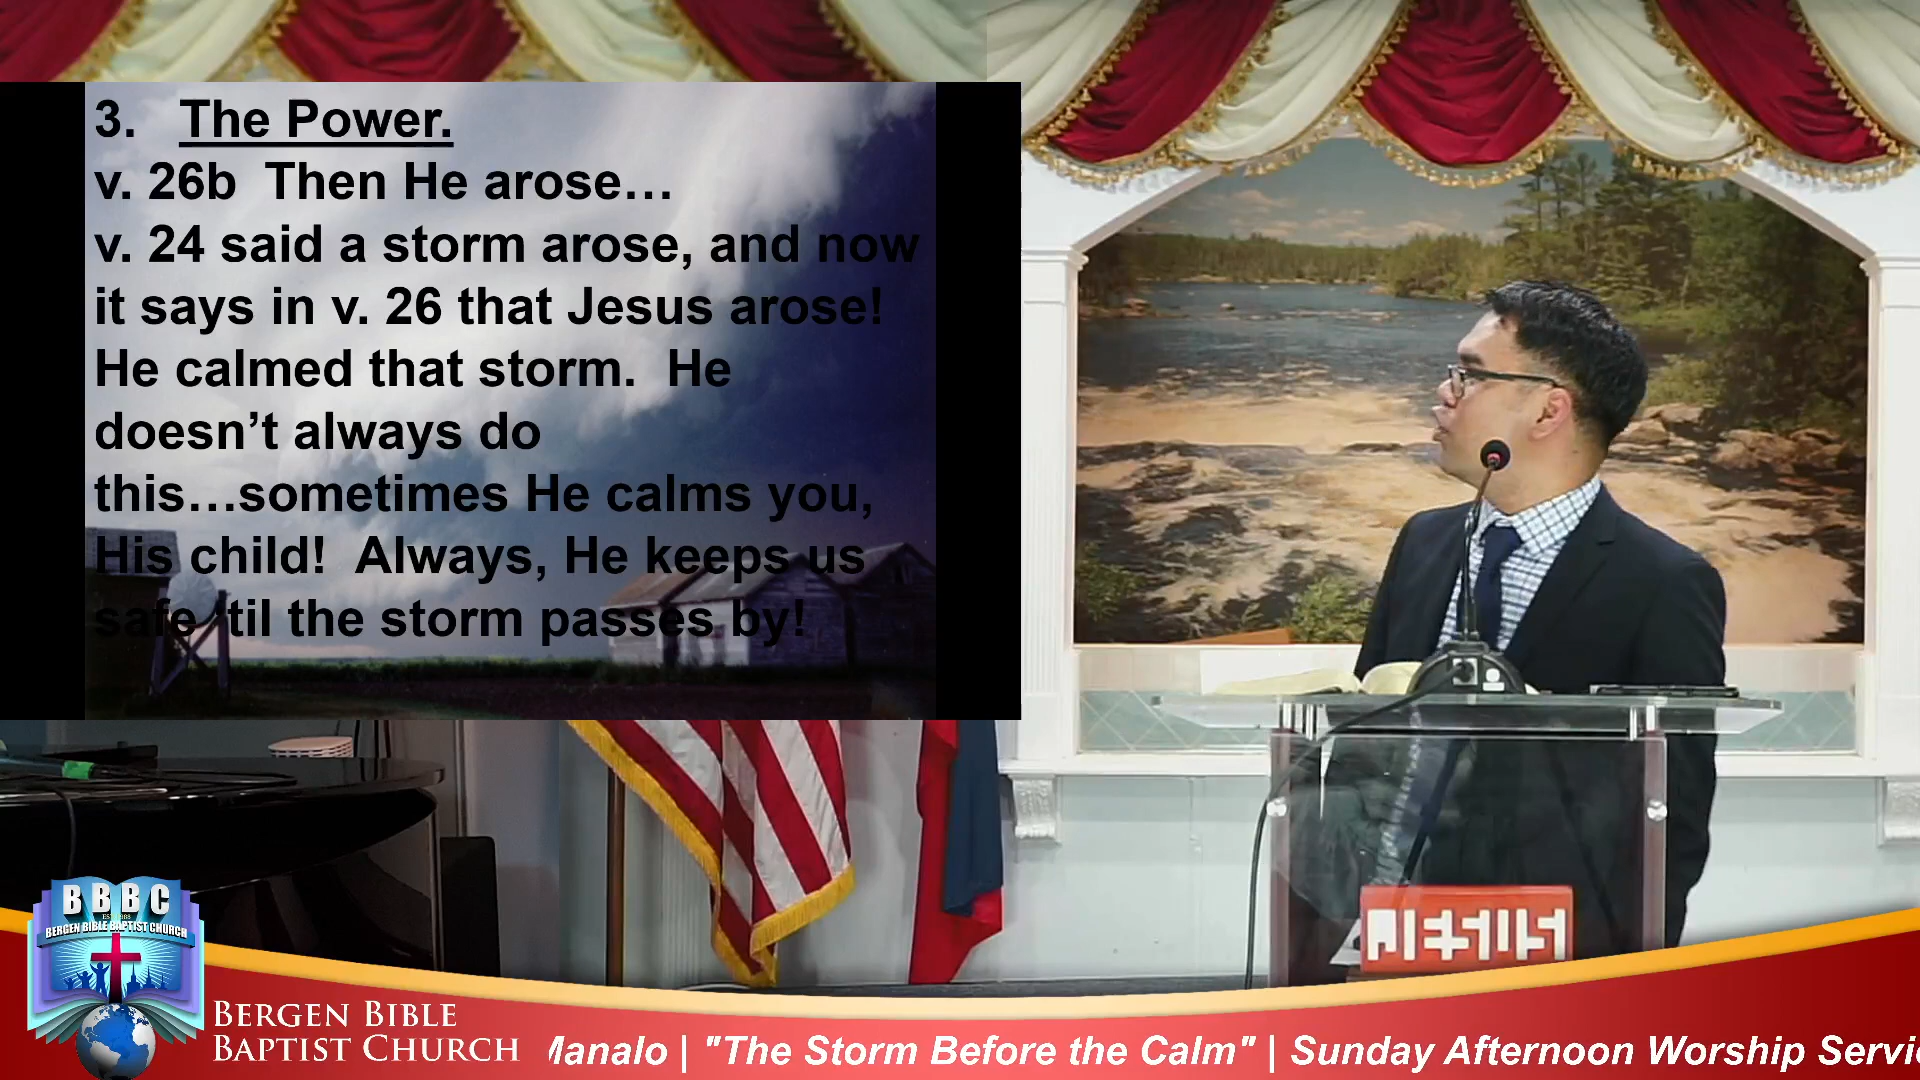 3. The Power.
v. 26b Then He arose…
v. 24 said a storm arose, and now
it says in v. 26 that Jesus arose!
He calmed that storm. He
doesn’t always do
this…sometimes He calms you,
His child! Always, He keeps us
safe ‘til the storm passes by!
BBBC
BERGEN BIBLE BAPTIST CHURCH
BERGEN BIBLE
BAPTIST CHURCH
Manalo | "The Storm Before the Calm" | Sunday Afternoon Worship
JESUS